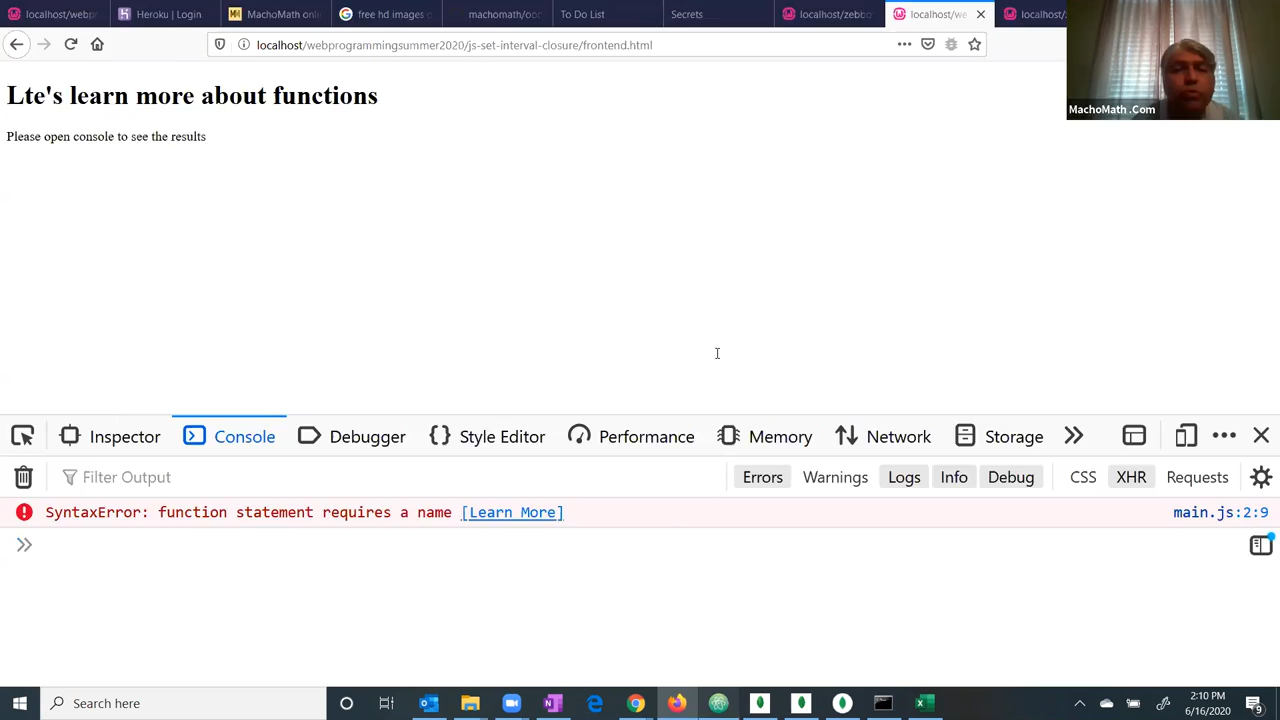 localhost/webp
Heroku | Login
MachoMath onl
free hd images o
machomath/ooc
To Do List
Secrets
localhost/zebbo
localhost/we
localhost/
localhost/webprogrammingsummer2020/js-set-interval-closure/frontend.html
MachoMath .Com
Lte's learn more about functions
Please open console to see the results
Inspector Console Debugger Style Editor Performance Memory Network Storage
Filter Output Errors Warnings Logs Info Debug CSS XHR Requests
SyntaxError: function statement requires a name [Learn More] main.js:2:9
Search here
2:10 PM
6/16/2020
9